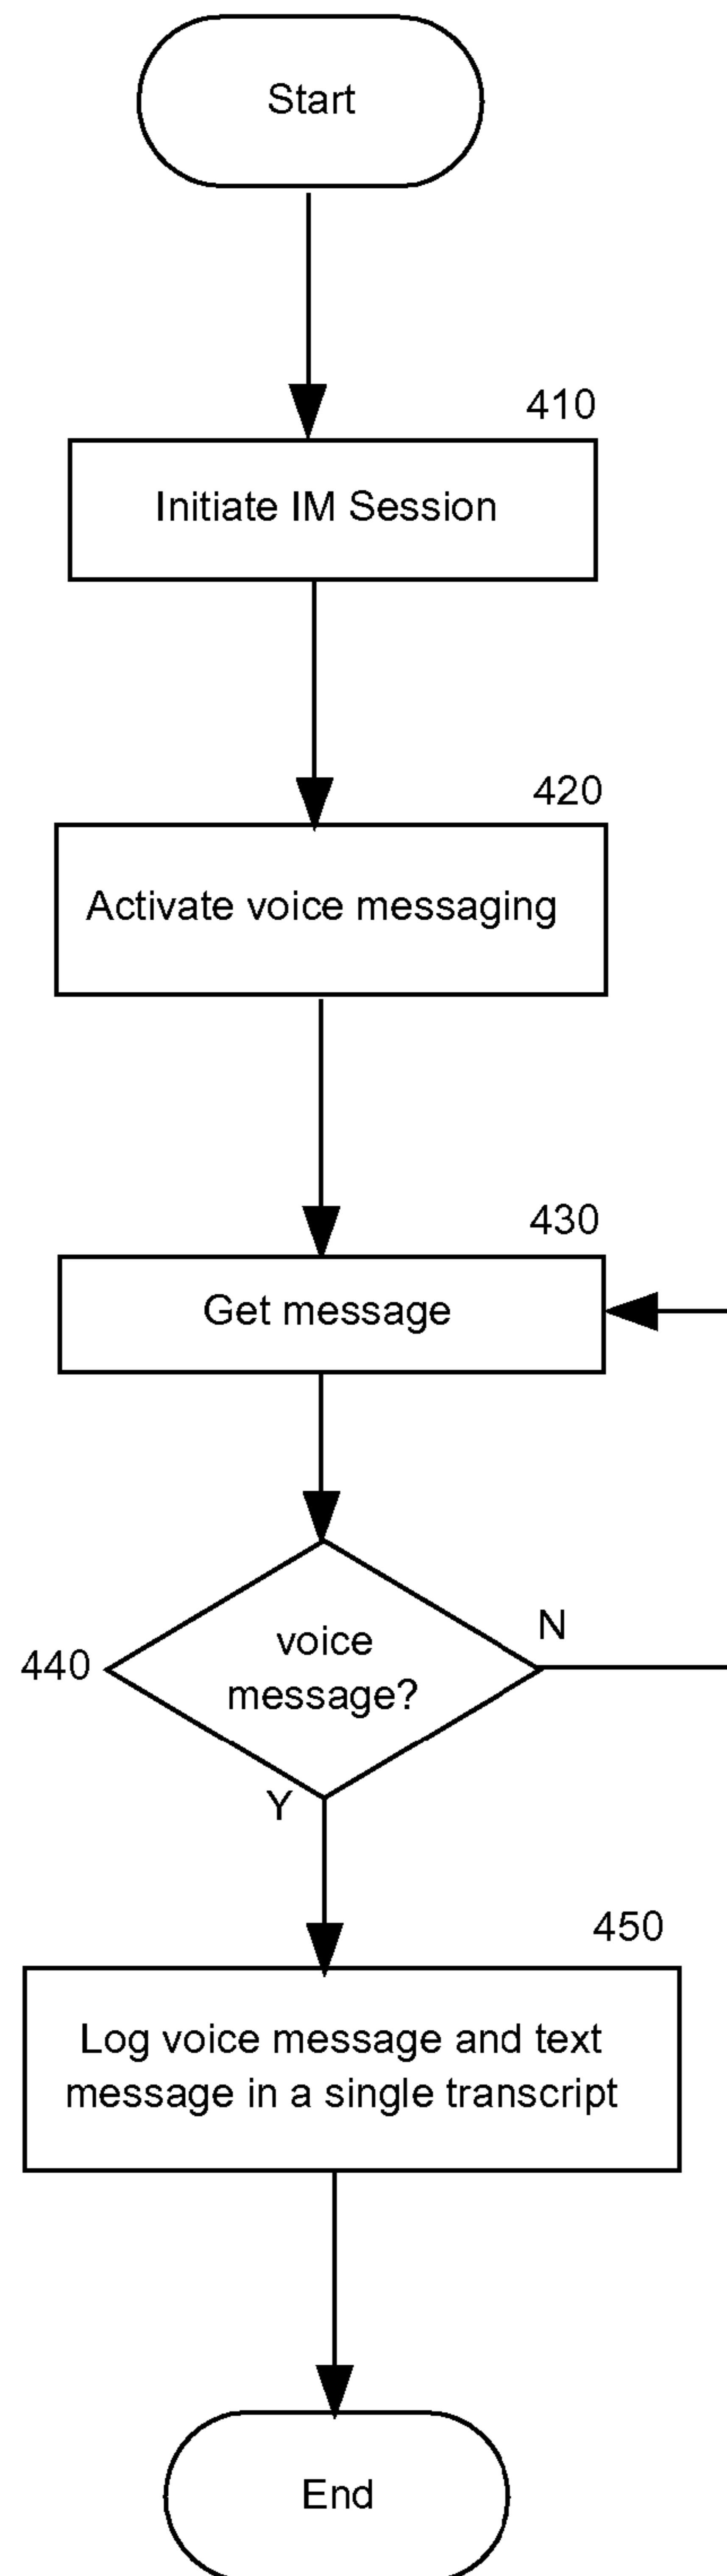 Start
410
Initiate IM Session
420
Activate voice messaging
430
Get message
440
voice
message?
N
Y
450
Log voice message and text
message in a single transcript
End